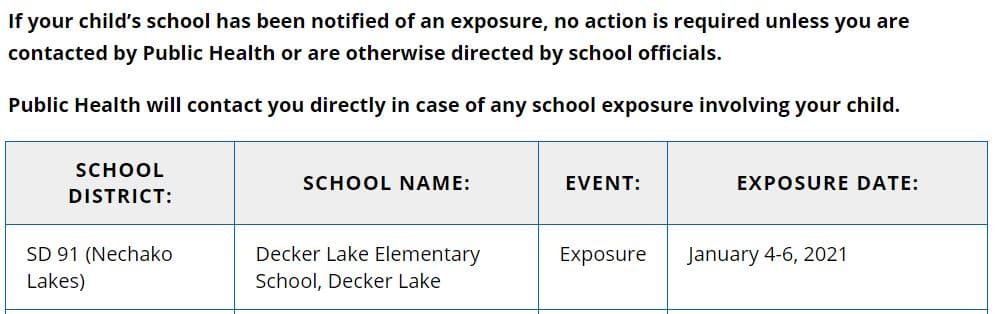 If your child’s school has been notified of an exposure, no action is required unless you are
contacted by Public Health or are otherwise directed by school officials.
Public Health will contact you directly in case of any school exposure involving your child.
SCHOOL
DISTRICT:
SCHOOL NAME:
EVENT:
EXPOSURE DATE:
SD 91 (Nechako
Lakes)
Decker Lake Elementary
School, Decker Lake
Exposure
January 4-6, 2021